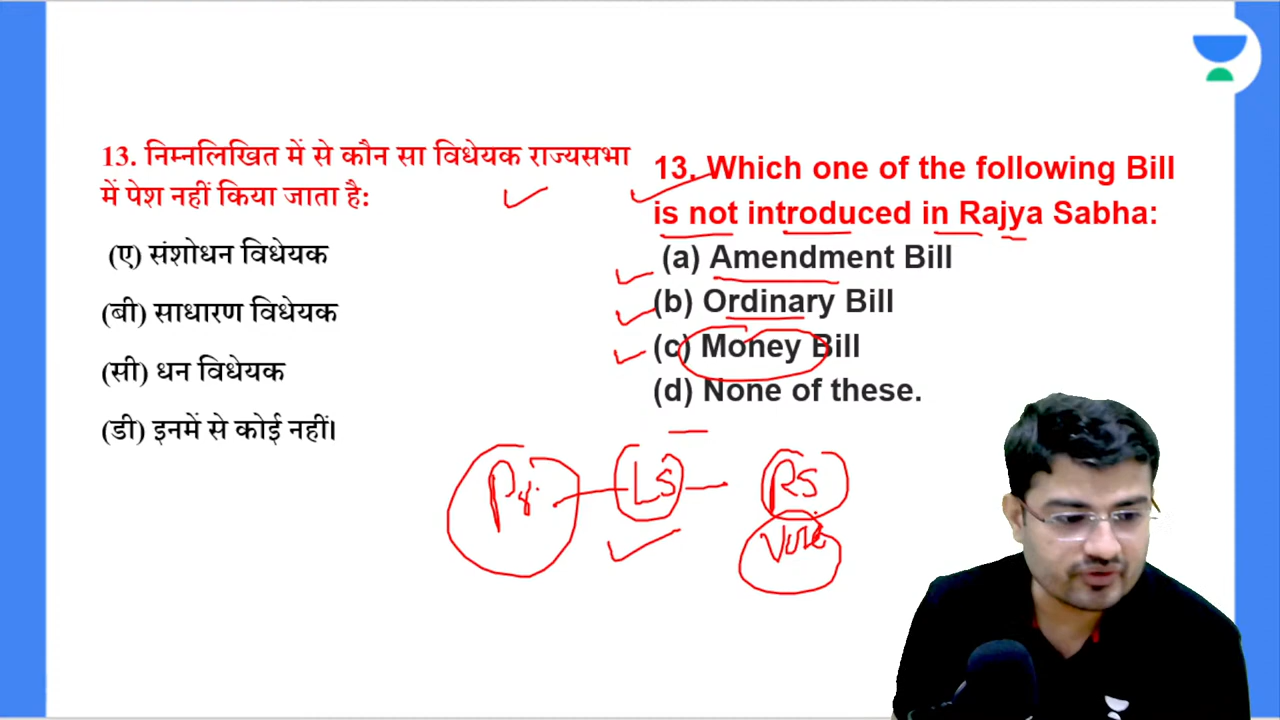 13. निम्नलिखित में से कौन सा विधेयक राज्यसभा
में पेश नहीं किया जाता है:
(ए) संशोधन विधेयक
(बी) साधारण विधेयक
(सी) धन विधेयक
(डी) इनमें से कोई नहीं।
13. Which one of the following Bill
is not introduced in Rajya Sabha:
(a) Amendment Bill
(b) Ordinary Bill
(c) Money Bill
(d) None of these.
LS RS
Vote